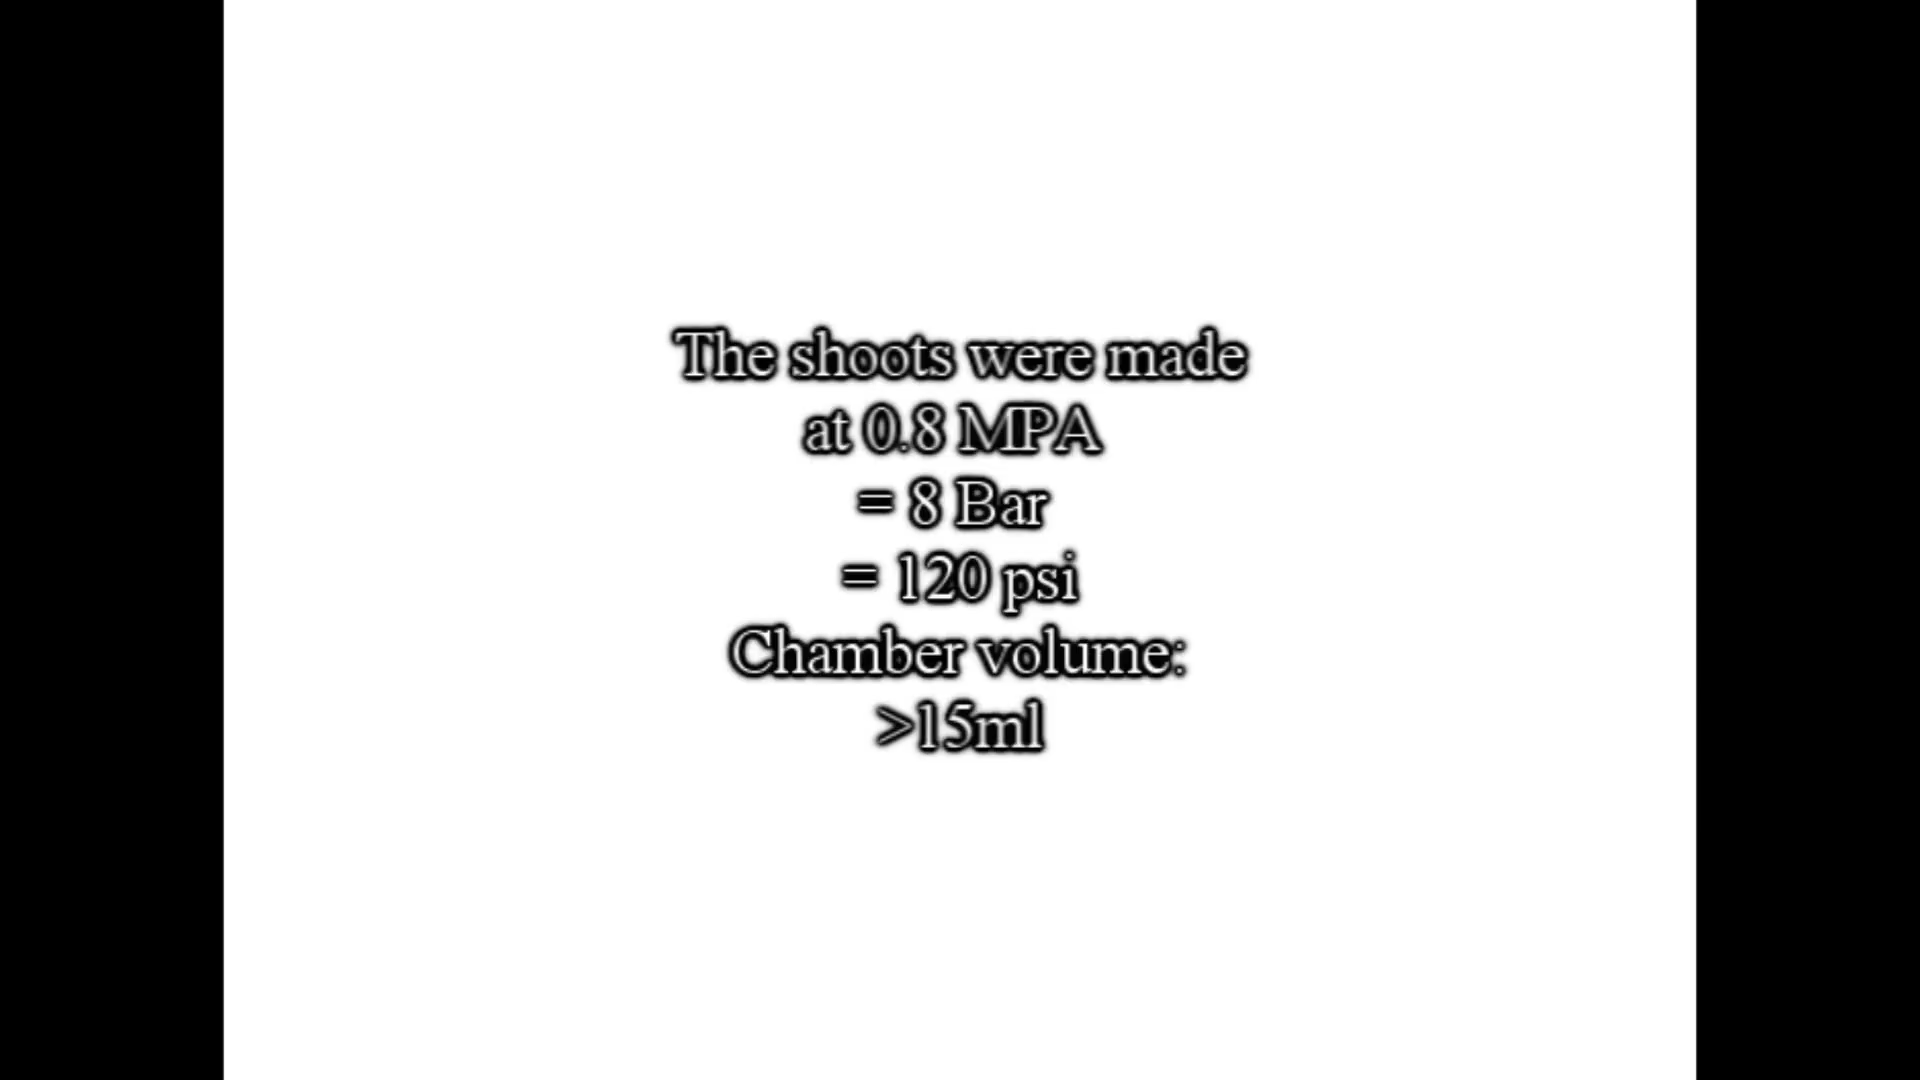 The shoots were made
at 0.8 MPA
= 8 Bar
= 120 psi
Chamber volume:
>15ml